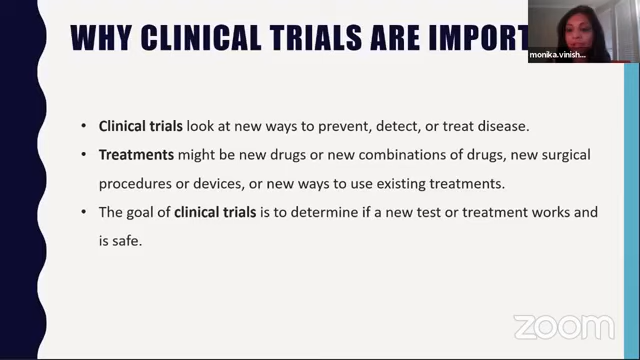 WHY CLINICAL TRIALS ARE IMPOR
monika.vinish...
• Clinical trials look at new ways to prevent, detect, or treat disease.
• Treatments might be new drugs or new combinations of drugs, new surgical
procedures or devices, or new ways to use existing treatments.
• The goal of clinical trials is to determine if a new test or treatment works and
is safe.
zoom